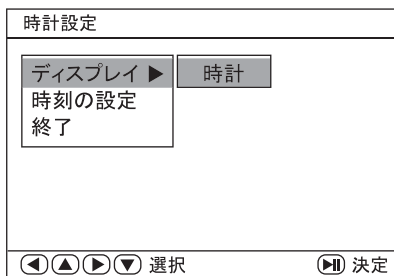 時計設定
ディスプレイ ▶ 時計
時刻の設定
終了
◀ ▲ ▶ ▼ 選択 ▶II 決定